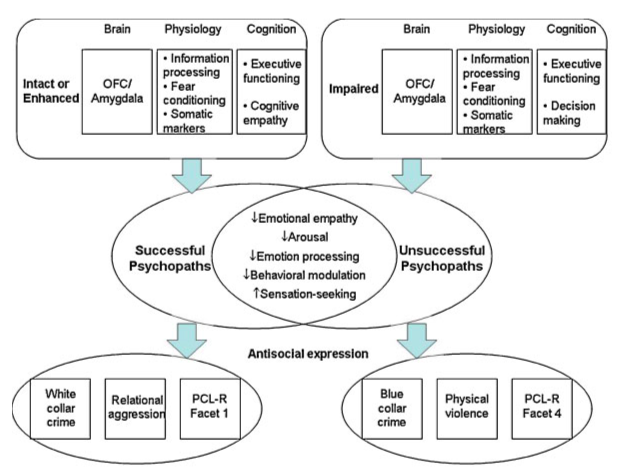 Brain Physiology Cognition
Intact or
Enhanced
OFC/
Amygdala
• Information
processing
• Fear
conditioning
• Somatic
markers
• Executive
functioning
• Cognitive
empathy
Brain Physiology Cognition
Impaired
OFC/
Amygdala
• Information
processing
• Fear
conditioning
• Somatic
markers
• Executive
functioning
• Decision
making
Successful
Psychopaths
↓Emotional empathy
↓Arousal
↓Emotion processing
↓Behavioral modulation
↑Sensation-seeking
Unsuccessful
Psychopaths
Antisocial expression
White
collar
crime
Relational
aggression
PCL-R
Facet 1
Blue
collar
crime
Physical
violence
PCL-R
Facet 4